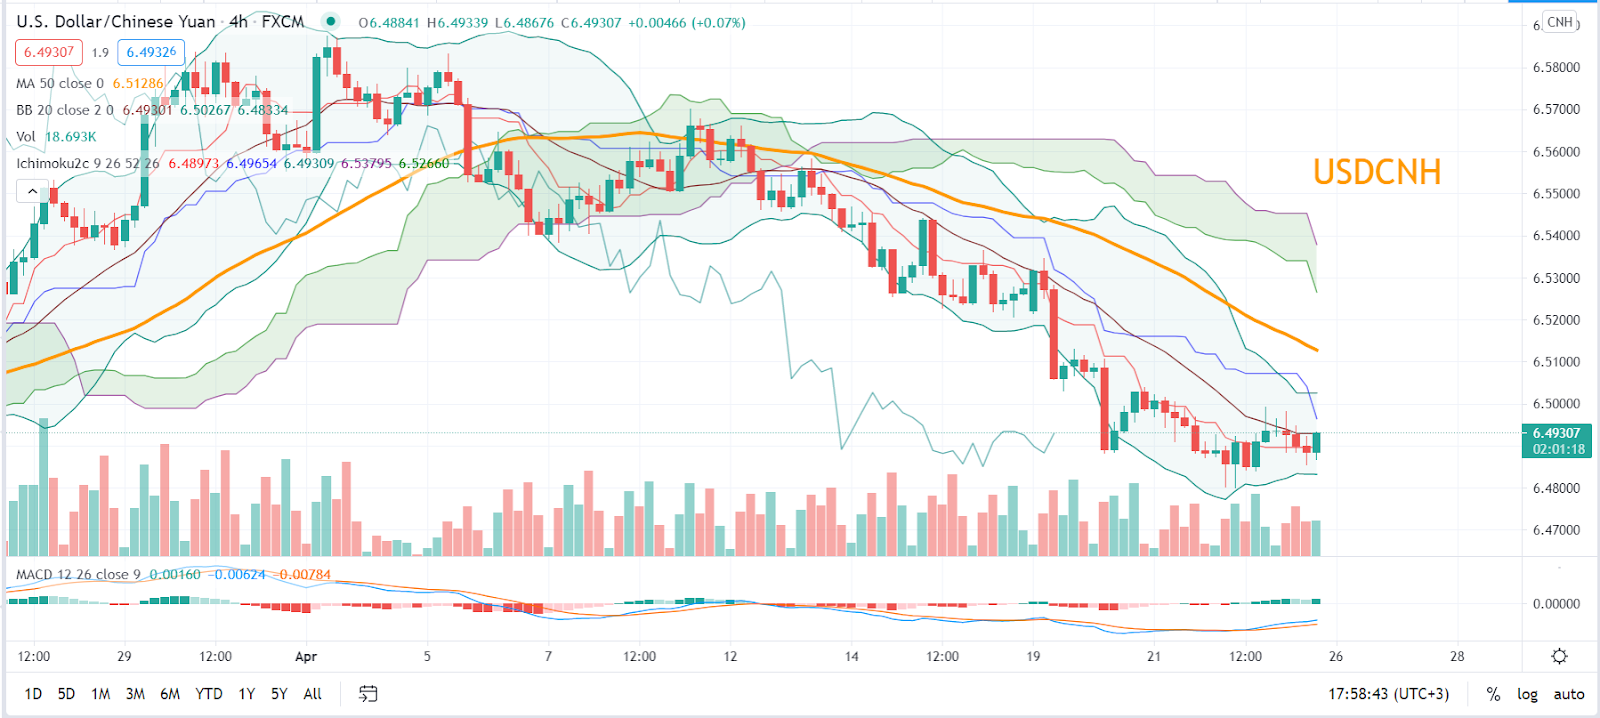 U.S. Dollar/Chinese Yuan · 4h · FXCM O6.48841 H6.49339 L6.48676 C6.49307 +0.00466 (+0.07%)
6.49307 1.9 6.49326
MA 50 close 0 6.51286
BB 20 close 2 0 6.49301 6.50267 6.48334
Vol 18.693K
Ichimoku2c 9 26 52 26 6.48973 6.49654 6.49309 6.53795 6.52660
USDCNH
CNH
6.58000
6.57000
6.56000
6.55000
6.54000
6.53000
6.52000
6.51000
6.50000
6.49307
02:01:18
6.48000
6.47000
MACD 12 26 close 9 0.00160 −0.00624 −0.00784
0.00000
12:00 29 12:00 Apr 5 7 12:00 12 14 12:00 19 21 12:00 26 28
1D 5D 1M 3M 6M YTD 1Y 5Y All 17:58:43 (UTC+3) % log auto